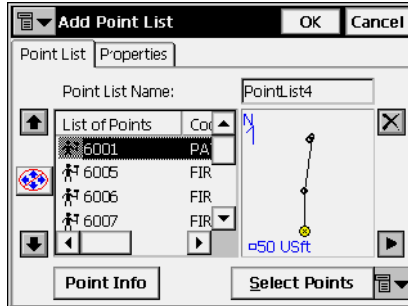 Add Point List OK Cancel
Point List Properties
Point List Name: PointList4
List of Points
6001 PA
6005 FIR
6006 FIR
6007 FIR
N
50 USft
Point Info Select Points